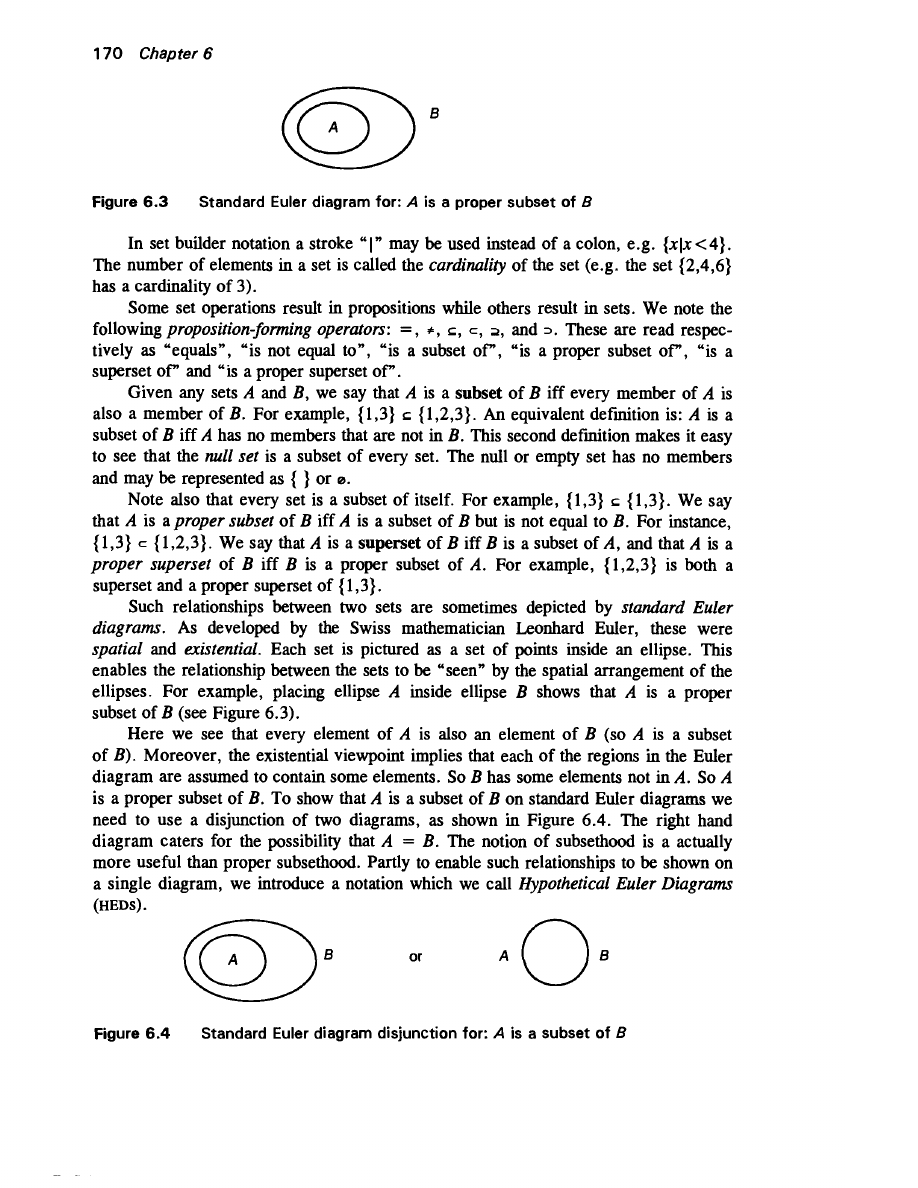 170 Chapter 6
A
B
Figure 6.3 Standard Euler diagram for: A is a proper subset of B
In set builder notation a stroke “|” may be used instead of a colon, e.g. {x|x<4}.
The number of elements in a set is called the cardinality of the set (e.g. the set {2,4,6}
has a cardinality of 3).
Some set operations result in propositions while others result in sets. We note the
following proposition-forming operators: =, ≠, ⊆, ⊂, ⊇, and ⊃. These are read respec-
tively as “equals”, “is not equal to”, “is a subset of”, “is a proper subset of”, “is a
superset of” and “is a proper superset of”.
Given any sets A and B, we say that A is a subset of B iff every member of A is
also a member of B. For example, {1,3} ⊆ {1,2,3}. An equivalent definition is: A is a
subset of B iff A has no members that are not in B. This second definition makes it easy
to see that the null set is a subset of every set. The null or empty set has no members
and may be represented as { } or ∅.
Note also that every set is a subset of itself. For example, {1,3} ⊆ {1,3}. We say
that A is a proper subset of B iff A is a subset of B but is not equal to B. For instance,
{1,3} ⊂ {1,2,3}. We say that A is a superset of B iff B is a subset of A, and that A is a
proper superset of B iff B is a proper subset of A. For example, {1,2,3} is both a
superset and a proper superset of {1,3}.
Such relationships between two sets are sometimes depicted by standard Euler
diagrams. As developed by the Swiss mathematician Leonhard Euler, these were
spatial and existential. Each set is pictured as a set of points inside an ellipse. This
enables the relationship between the sets to be “seen” by the spatial arrangement of the
ellipses. For example, placing ellipse A inside ellipse B shows that A is a proper
subset of B (see Figure 6.3).
Here we see that every element of A is also an element of B (so A is a subset
of B). Moreover, the existential viewpoint implies that each of the regions in the Euler
diagram are assumed to contain some elements. So B has some elements not in A. So A
is a proper subset of B. To show that A is a subset of B on standard Euler diagrams we
need to use a disjunction of two diagrams, as shown in Figure 6.4. The right hand
diagram caters for the possibility that A = B. The notion of subsethood is a actually
more useful than proper subsethood. Partly to enable such relationships to be shown on
a single diagram, we introduce a notation which we call Hypothetical Euler Diagrams
(HEDs).
A B or A B
Figure 6.4 Standard Euler diagram disjunction for: A is a subset of B